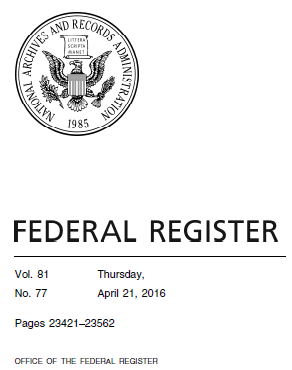 NATIONAL ARCHIVES AND RECORDS ADMINISTRATION
LITTERA
SCRIPTA
MANET
1985
FEDERAL REGISTER
Vol. 81 Thursday,
No. 77 April 21, 2016
Pages 23421–23562
OFFICE OF THE FEDERAL REGISTER